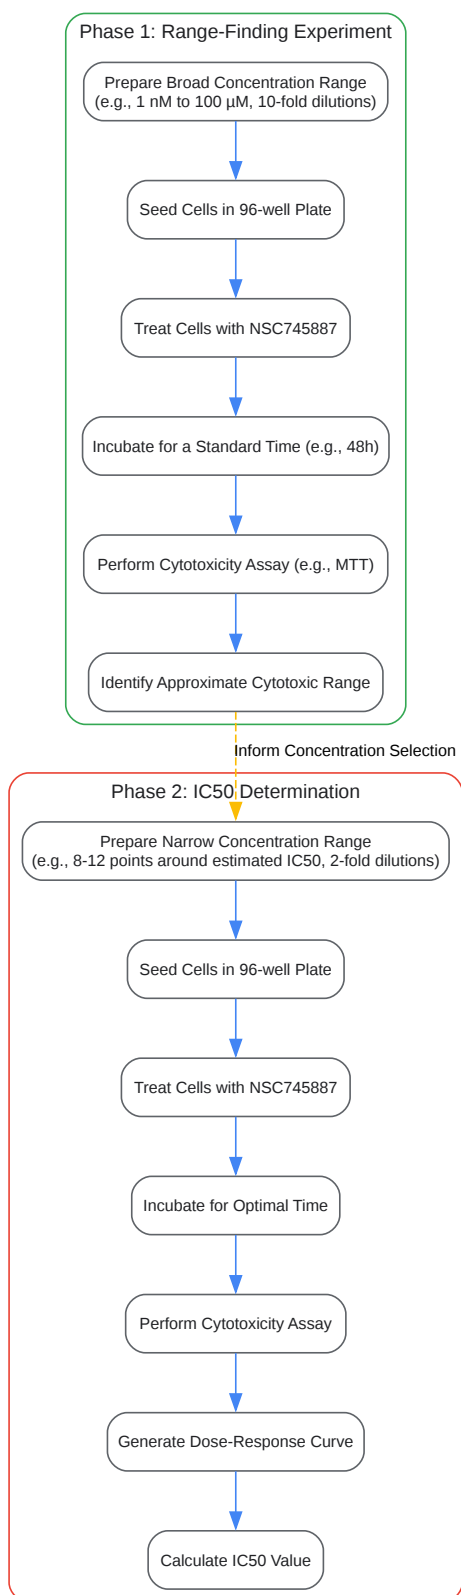 Phase 1: Range-Finding Experiment
Prepare Broad Concentration Range
(e.g., 1 nM to 100 µM, 10-fold dilutions)
Seed Cells in 96-well Plate
Treat Cells with NSC745887
Incubate for a Standard Time (e.g., 48h)
Perform Cytotoxicity Assay (e.g., MTT)
Identify Approximate Cytotoxic Range
Inform Concentration Selection
Phase 2: IC50 Determination
Prepare Narrow Concentration Range
(e.g., 8-12 points around estimated IC50, 2-fold dilutions)
Seed Cells in 96-well Plate
Treat Cells with NSC745887
Incubate for Optimal Time
Perform Cytotoxicity Assay
Generate Dose-Response Curve
Calculate IC50 Value